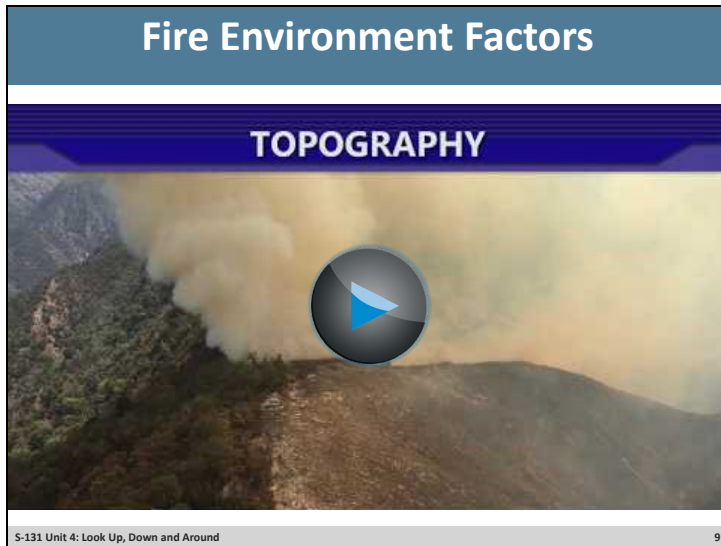 Fire Environment Factors
TOPOGRAPHY
S-131 Unit 4: Look Up, Down and Around 9